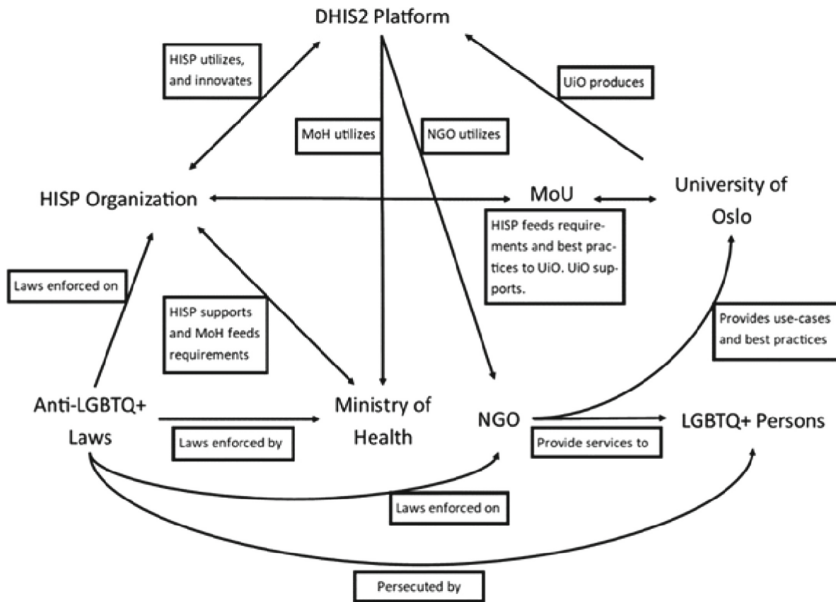 DHIS2 Platform
HISP utilizes,
and innovates
UiO produces
MoH utilizes
NGO utilizes
HISP Organization
MoU
University of
Oslo
HISP feeds require-
ments and best prac-
tices to UiO. UiO sup-
ports.
Laws enforced on
HISP supports
and MoH feeds
requirements
Provides use-cases
and best practices
Anti-LGBTQ+
Laws
Laws enforced by
Ministry of
Health
NGO
Provide services to
LGBTQ+ Persons
Laws enforced on
Persecuted by